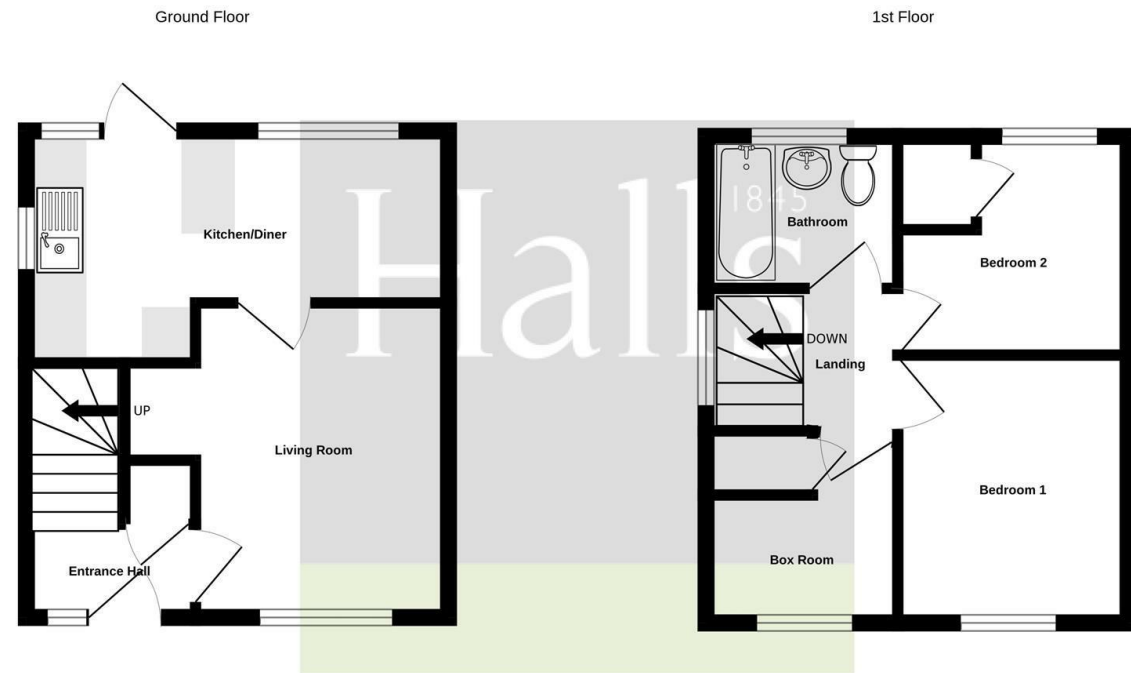 Ground Floor
1st Floor
Halls
1845
Kitchen/Diner
UP
Living Room
Entrance Hall
Bathroom
Bedroom 2
DOWN
Landing
Bedroom 1
Box Room